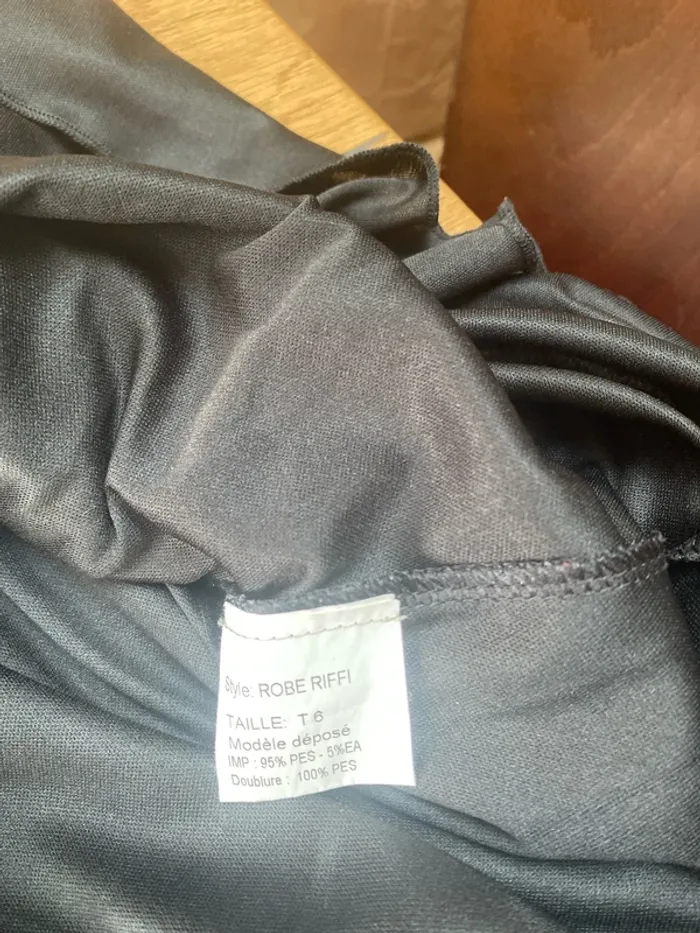 Style: ROBE RIFFI
TAILLE: T 6
Modèle déposé
IMP : 95% PES - 5%EA
Doublure : 100% PES